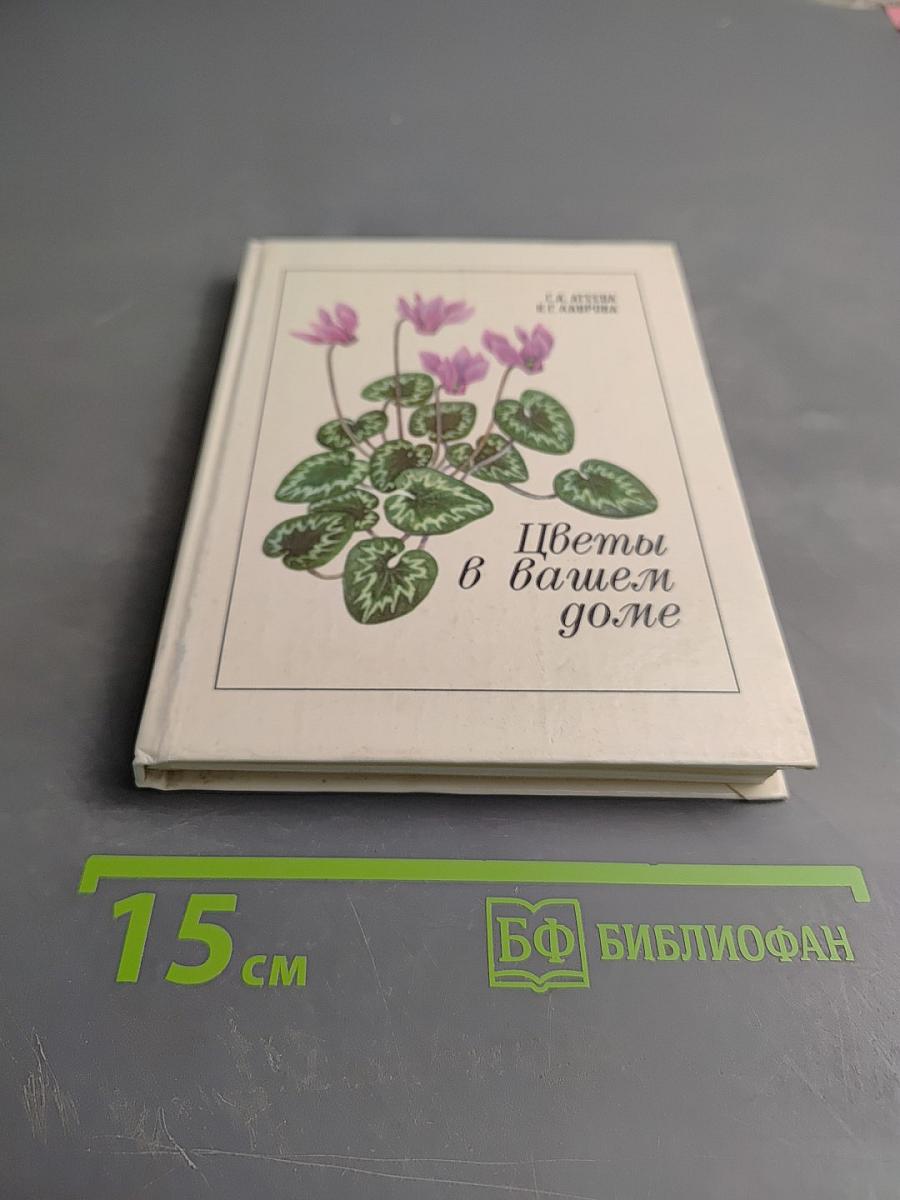 Цветы
в вашем
доме
15 см
БФ БИБЛИОФАН